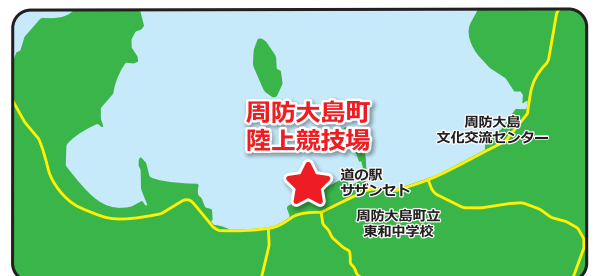 周防大島町
陸上競技場
道の駅
サザンセト
周防大島
文化交流センター
周防大島町立
東和中学校